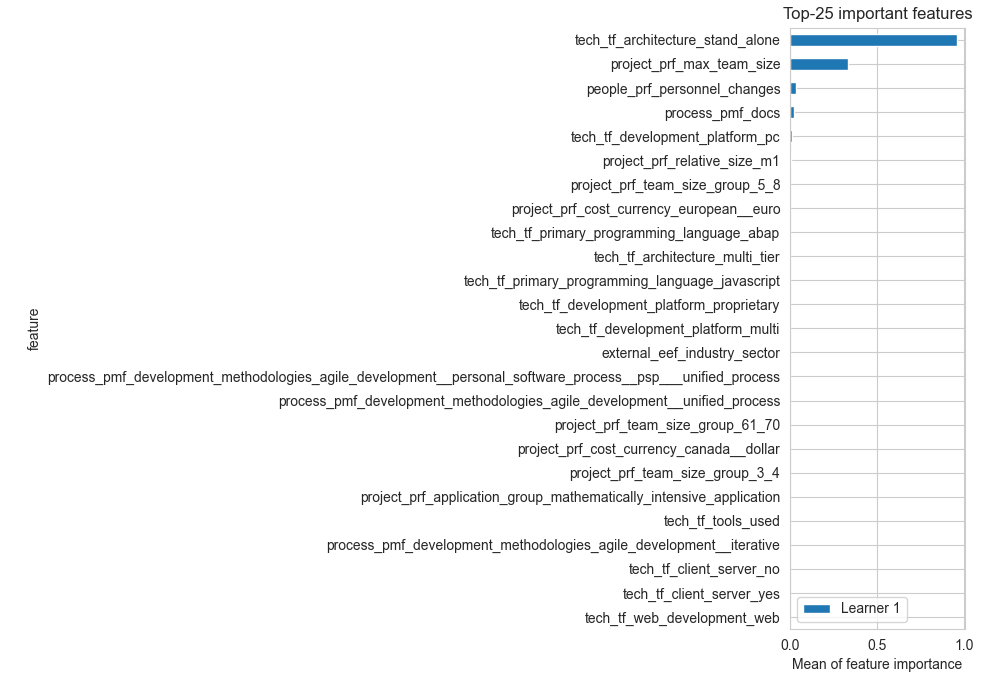 Top-25 important features
tech_tf_architecture_stand_alone
project_prf_max_team_size
people_prf_personnel_changes
process_pmf_docs
tech_tf_development_platform_pc
project_prf_relative_size_m1
project_prf_team_size_group_5_8
project_prf_cost_currency_european__euro
tech_tf_primary_programming_language_abap
tech_tf_architecture_multi_tier
tech_tf_primary_programming_language_javascript
tech_tf_development_platform_proprietary
tech_tf_development_platform_multi
external_eef_industry_sector
process_pmf_development_methodologies_agile_development__personal_software_process__psp___unified_process
process_pmf_development_methodologies_agile_development__unified_process
project_prf_team_size_group_61_70
project_prf_cost_currency_canada__dollar
project_prf_team_size_group_3_4
project_prf_application_group_mathematically_intensive_application
tech_tf_tools_used
process_pmf_development_methodologies_agile_development__iterative
tech_tf_client_server_no
tech_tf_client_server_yes
tech_tf_web_development_web
feature
Learner 1
0.0 0.5 1.0
Mean of feature importance